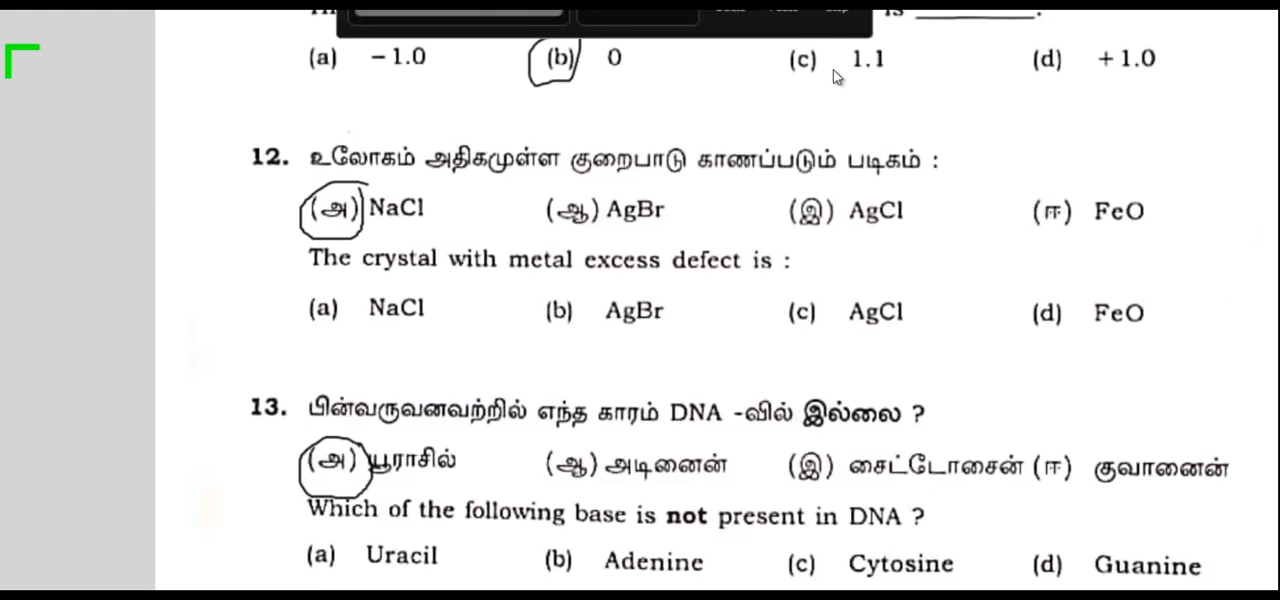 is ________.
(a) – 1.0 (b) 0 (c) 1.1 (d) + 1.0
12. உலோகம் அதிகமுள்ள குறைபாடு காணப்படும் படிகம் :
(அ) NaCl (ஆ) AgBr (இ) AgCl (ஈ) FeO
The crystal with metal excess defect is :
(a) NaCl (b) AgBr (c) AgCl (d) FeO
13. பின்வருவனவற்றில் எந்த காரம் DNA -வில் இல்லை ?
(அ) யூராசில் (ஆ) அடினைன் (இ) சைட்டோசைன் (ஈ) குவானைன்
Which of the following base is not present in DNA ?
(a) Uracil (b) Adenine (c) Cytosine (d) Guanine